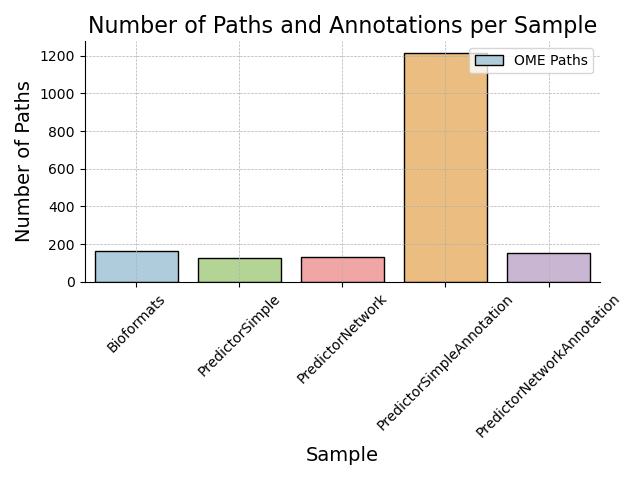 Number of Paths and Annotations per Sample
OME Paths
Number of Paths
1200
1000
800
600
400
200
0
Bioformats
PredictorSimple
PredictorNetwork
PredictorSimpleAnnotation
PredictorNetworkAnnotation
Sample